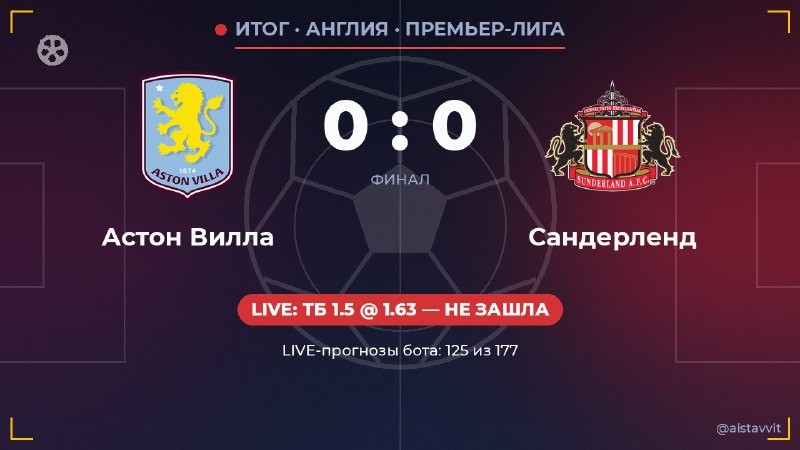 ИТОГ · АНГЛИЯ · ПРЕМЬЕР-ЛИГА
0 : 0
ФИНАЛ
1874
ASTON VILLA
SUNDERLAND A.F.C.
Астон Вилла
Сандерленд
LIVE: ТБ 1.5 @ 1.63 — НЕ ЗАШЛА
LIVE-прогнозы бота: 125 из 177
@aistavvit